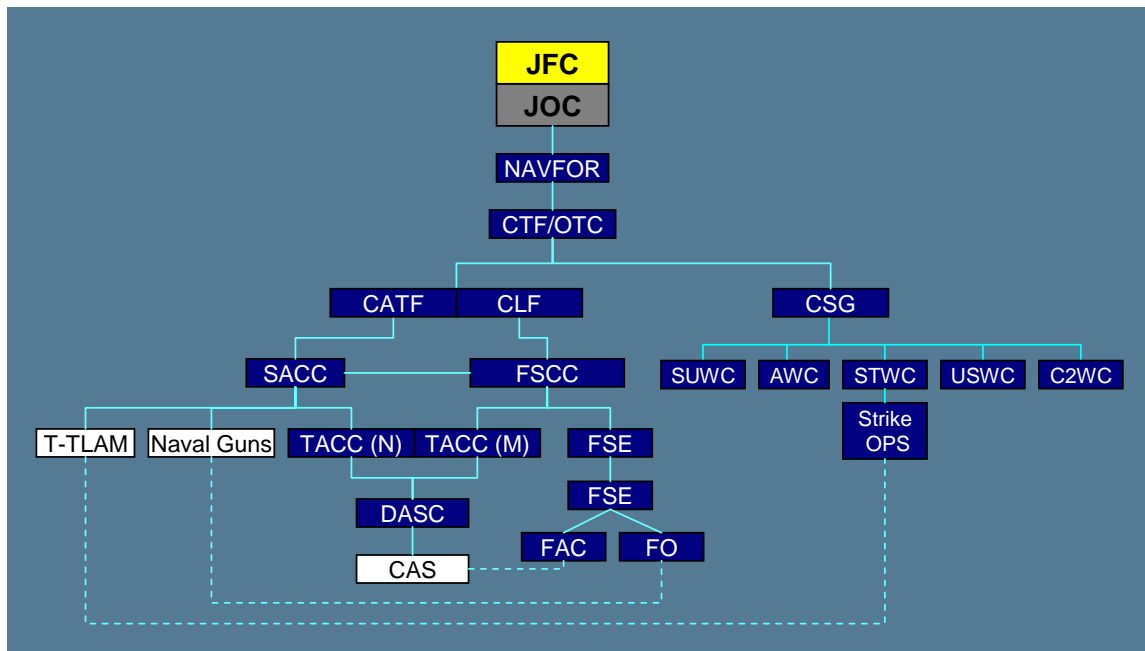 JFC
JOC
NAVFOR
CTF/OTC
CATF
CLF
CSG
SACC
FSCC
SUWC
AWC
STWC
USWC
C2WC
T-TLAM
Naval Guns
TACC (N)
TACC (M)
FSE
Strike
OPS
FSE
DASC
FAC
FO
CAS